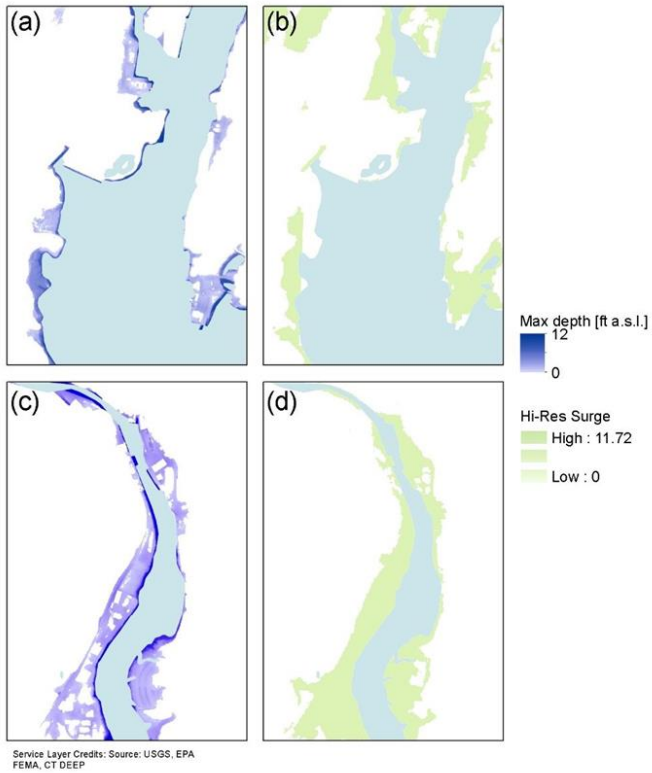 (a)
(b)
Max depth [ft a.s.l.]
12
0
(c)
(d)
Hi-Res Surge
High : 11.72
Low : 0
Service Layer Credits: Source: USGS, EPA
FEMA, CT DEEP